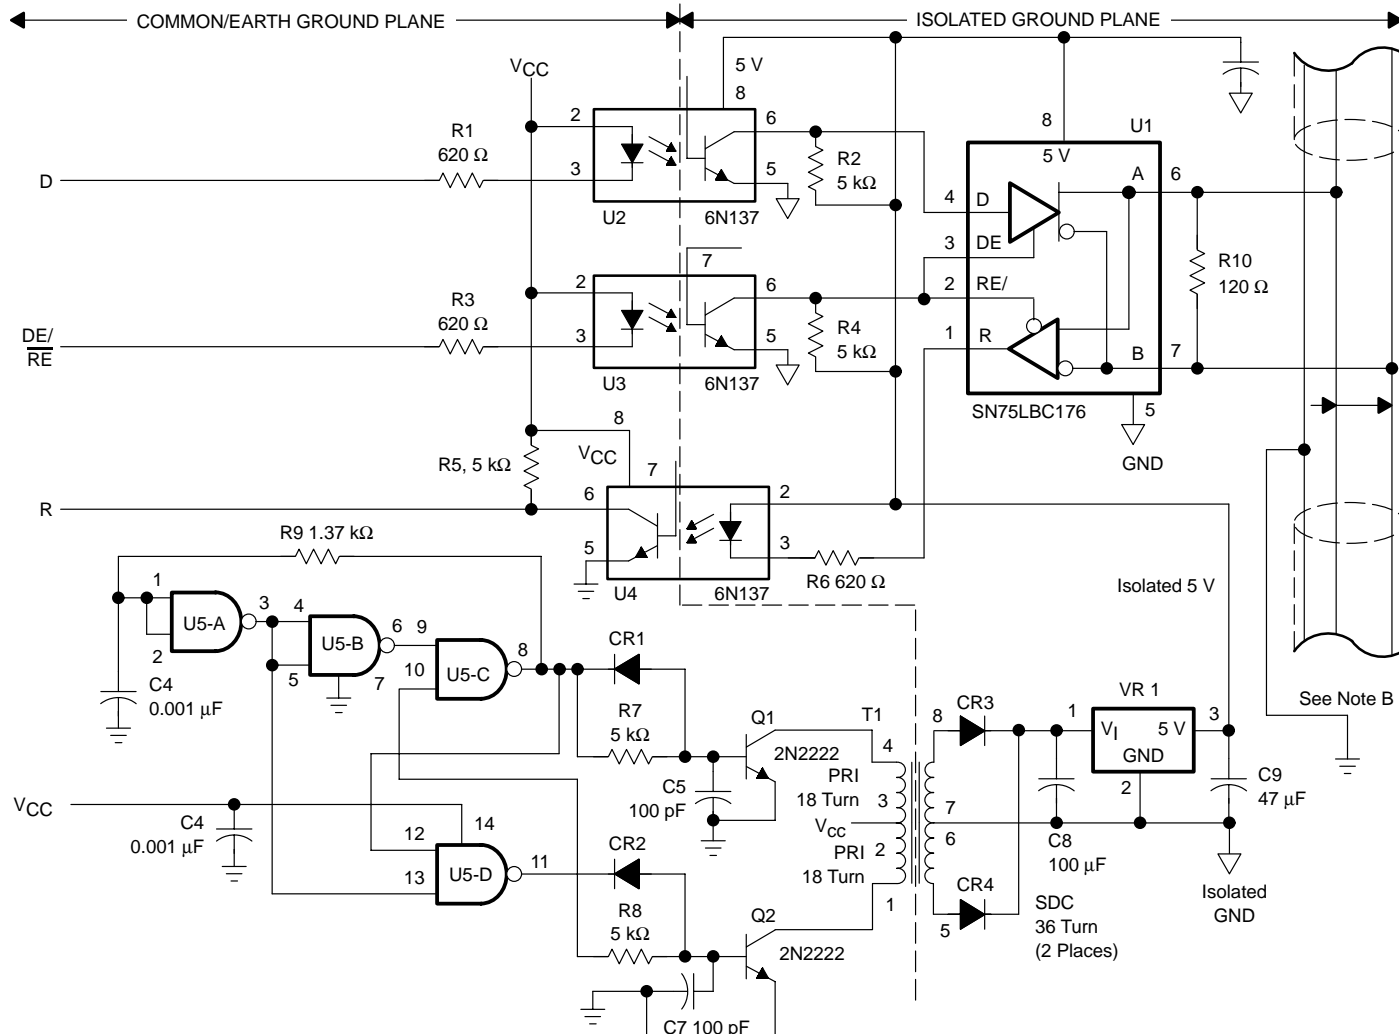 COMMON/EARTH GROUND PLANE
ISOLATED GROUND PLANE
VCC
5 V
8
2
6
R1
620 Ω
R2
5 kΩ
8
U1
5 V
D
3
5
U2
6N137
4
D
A
6
3
DE
7
2
6
2
RE/
R10
120 Ω
R3
620 Ω
R4
5 kΩ
DE/
RE
3
5
1
R
B
7
U3
6N137
SN75LBC176
5
GND
8
VCC
7
R5, 5 kΩ
6
2
R
R9 1.37 kΩ
5
3
R6 620 Ω
U4
6N137
Isolated 5 V
1
3
4
U5-A
2
U5-B
6
9
5
7
10
U5-C
8
CR1
C4
0.001 μF
R7
5 kΩ
Q1
T1
2N2222
4
8
CR3
VR 1
See Note B
1
VI
5 V
3
GND
2
PRI
18 Turn
3
VCC
PRI
2
18 Turn
1
7
6
C5
100 pF
C9
47 μF
C8
100 μF
VCC
C4
0.001 μF
12
14
13
U5-D
11
CR2
R8
5 kΩ
Q2
2N2222
CR4
5
SDC
36 Turn
(2 Places)
Isolated
GND
C7 100 pF